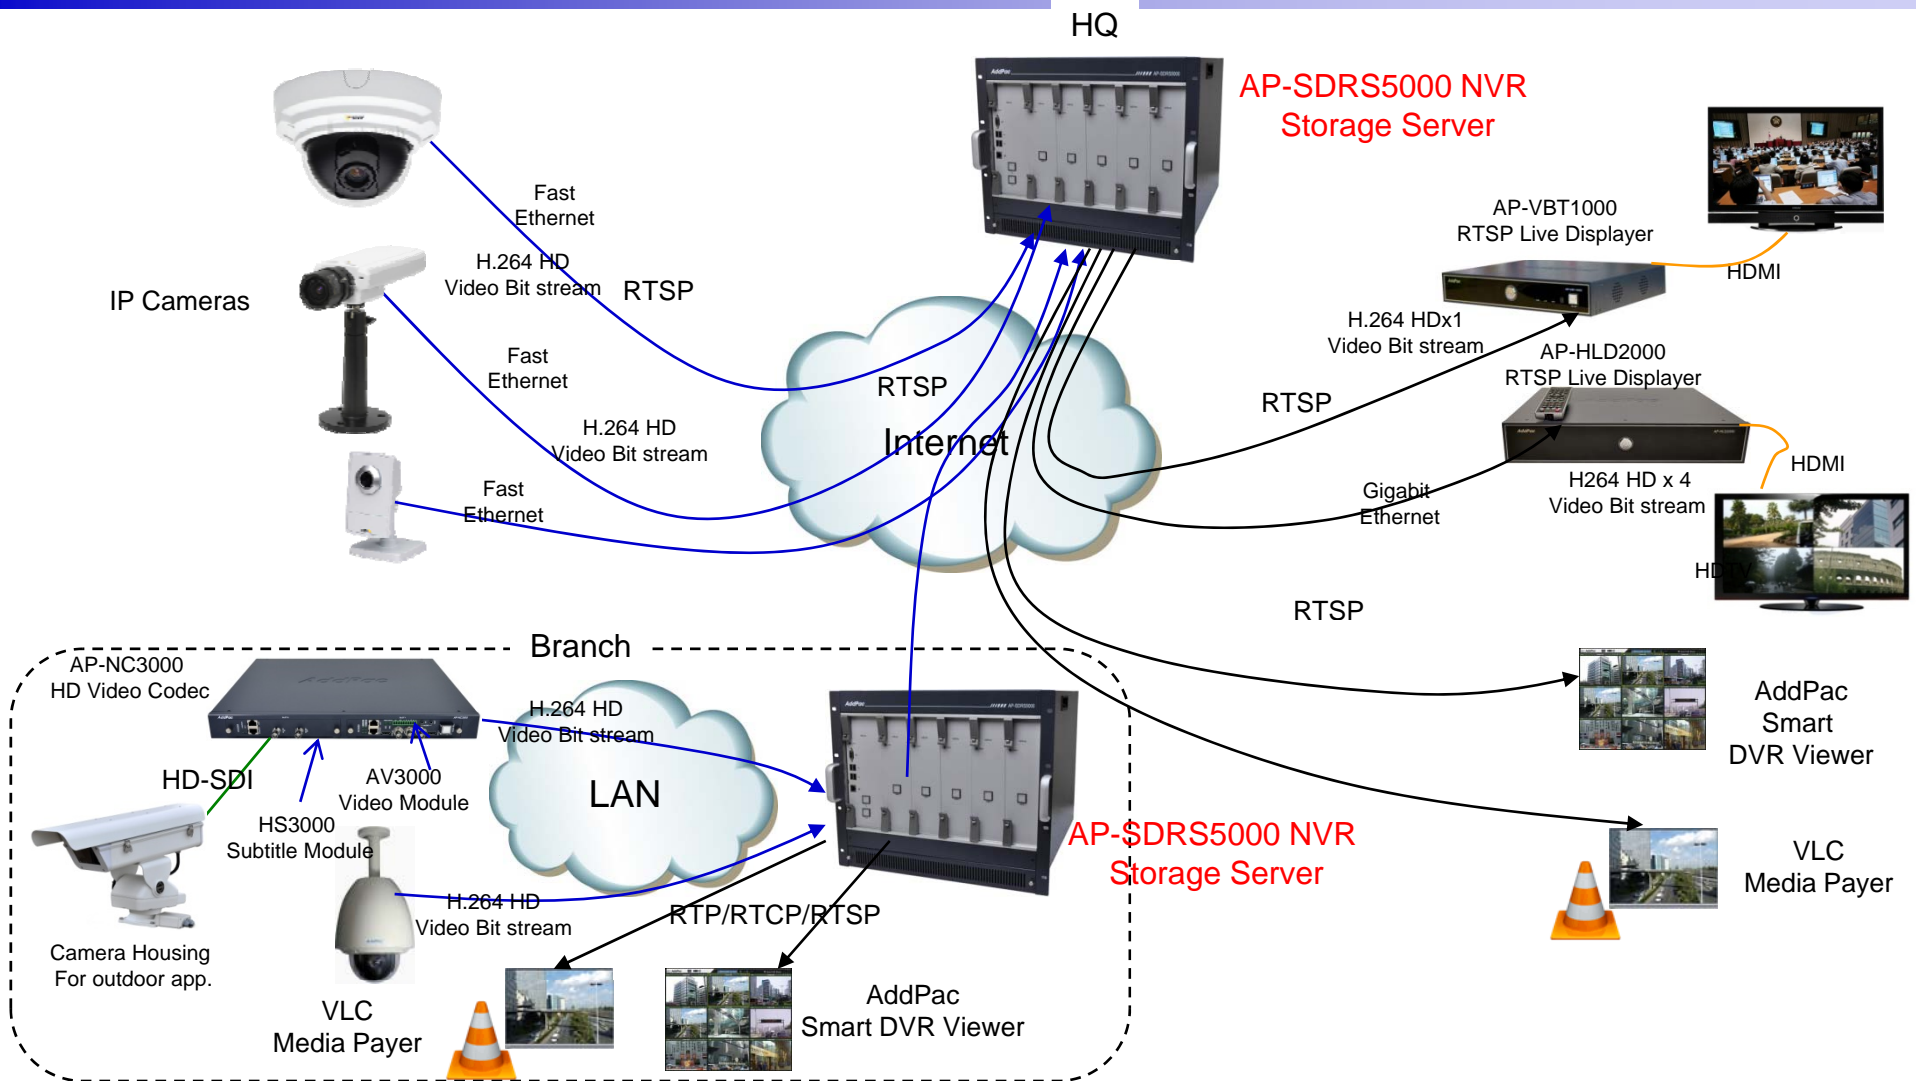 HQ
AP-SDRS5000 NVR
Storage Server
AddPac
Fast
Ethernet
H.264 HD
Video Bit stream
RTSP
IP Cameras
Fast
Ethernet
H.264 HD
Video Bit stream
Fast
Ethernet
RTSP
Internet
AP-VBT1000
RTSP Live Displayer
HDMI
H.264 HDx1
Video Bit stream
AP-HLD2000
RTSP Live Displayer
RTSP
AddPac
HDMI
H264 HD x 4
Video Bit stream
Gigabit
Ethernet
HDTV
RTSP
AddPac
Smart
DVR Viewer
VLC
Media Payer
Branch
AP-NC3000
HD Video Codec
AddPac
H.264 HD
Video Bit stream
LAN
HD-SDI
AV3000
Video Module
HS3000
Subtitle Module
AddPac
AP-SDRS5000 NVR
Storage Server
H.264 HD
Video Bit stream
RTP/RTCP/RTSP
Camera Housing
For outdoor app.
VLC
Media Payer
AddPac
Smart DVR Viewer